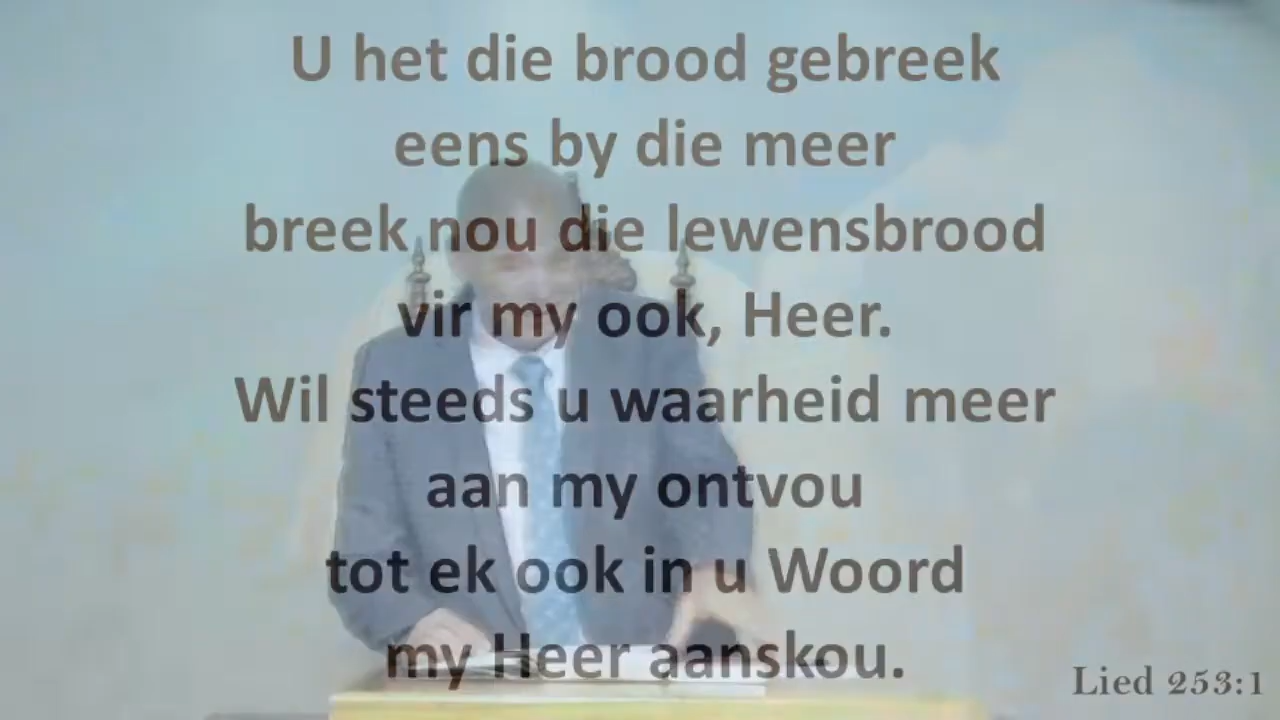 U het die brood gebreek
eens by die meer
breek nou die lewensbrood
vir my ook, Heer.
Wil steeds u waarheid meer
aan my ontvou
tot ek ook in u Woord
my Heer aanskou.
Lied 253:1